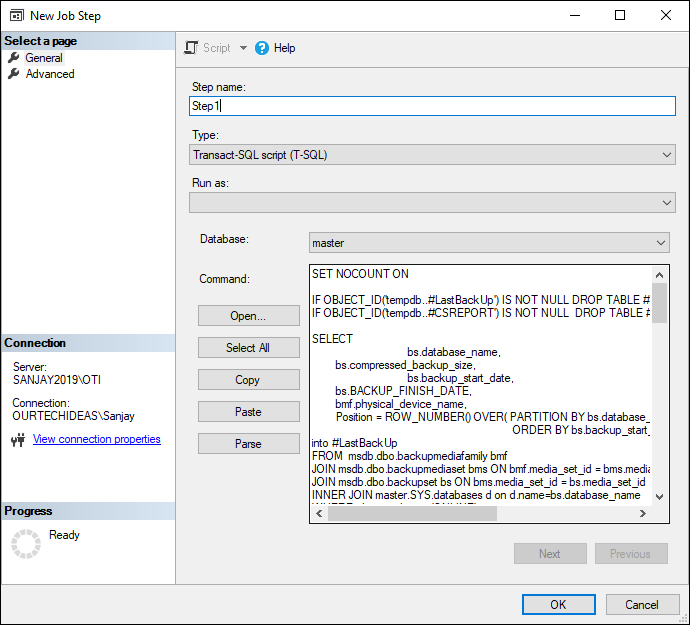 New Job Step
Select a page
General
Advanced
Script
Help
Step name:
Step1
Type:
Transact-SQL script (T-SQL)
Run as:
Database:
master
Command:
Open...
Select All
Copy
Paste
Parse
SET NOCOUNT ON
IF OBJECT_ID('tempdb..#LastBackUp') IS NOT NULL DROP TABLE #
IF OBJECT_ID('tempdb..#CSREPORT') IS NOT NULL  DROP TABLE #
SELECT
bs.database_name,
bs.compressed_backup_size,
bs.backup_start_date,
bs.BACKUP_FINISH_DATE,
bmf.physical_device_name,
Position = ROW_NUMBER() OVER( PARTITION BY bs.database_
ORDER BY bs.backup_start_
into #LastBackUp
FROM  msdb.dbo.backupmediafamily bmf
JOIN msdb.dbo.backupmediaset bms ON bmf.media_set_id = bms.media
JOIN msdb.dbo.backupset bs ON bms.media_set_id = bs.media_set_id
INNER JOIN master.SYS.databases d on d.name=bs.database_name
Connection
Server:
SANJAY2019\OTI
Connection:
OURTECHIDEAS\Sanjay
View connection properties
Progress
Ready
Next
Previous
OK
Cancel